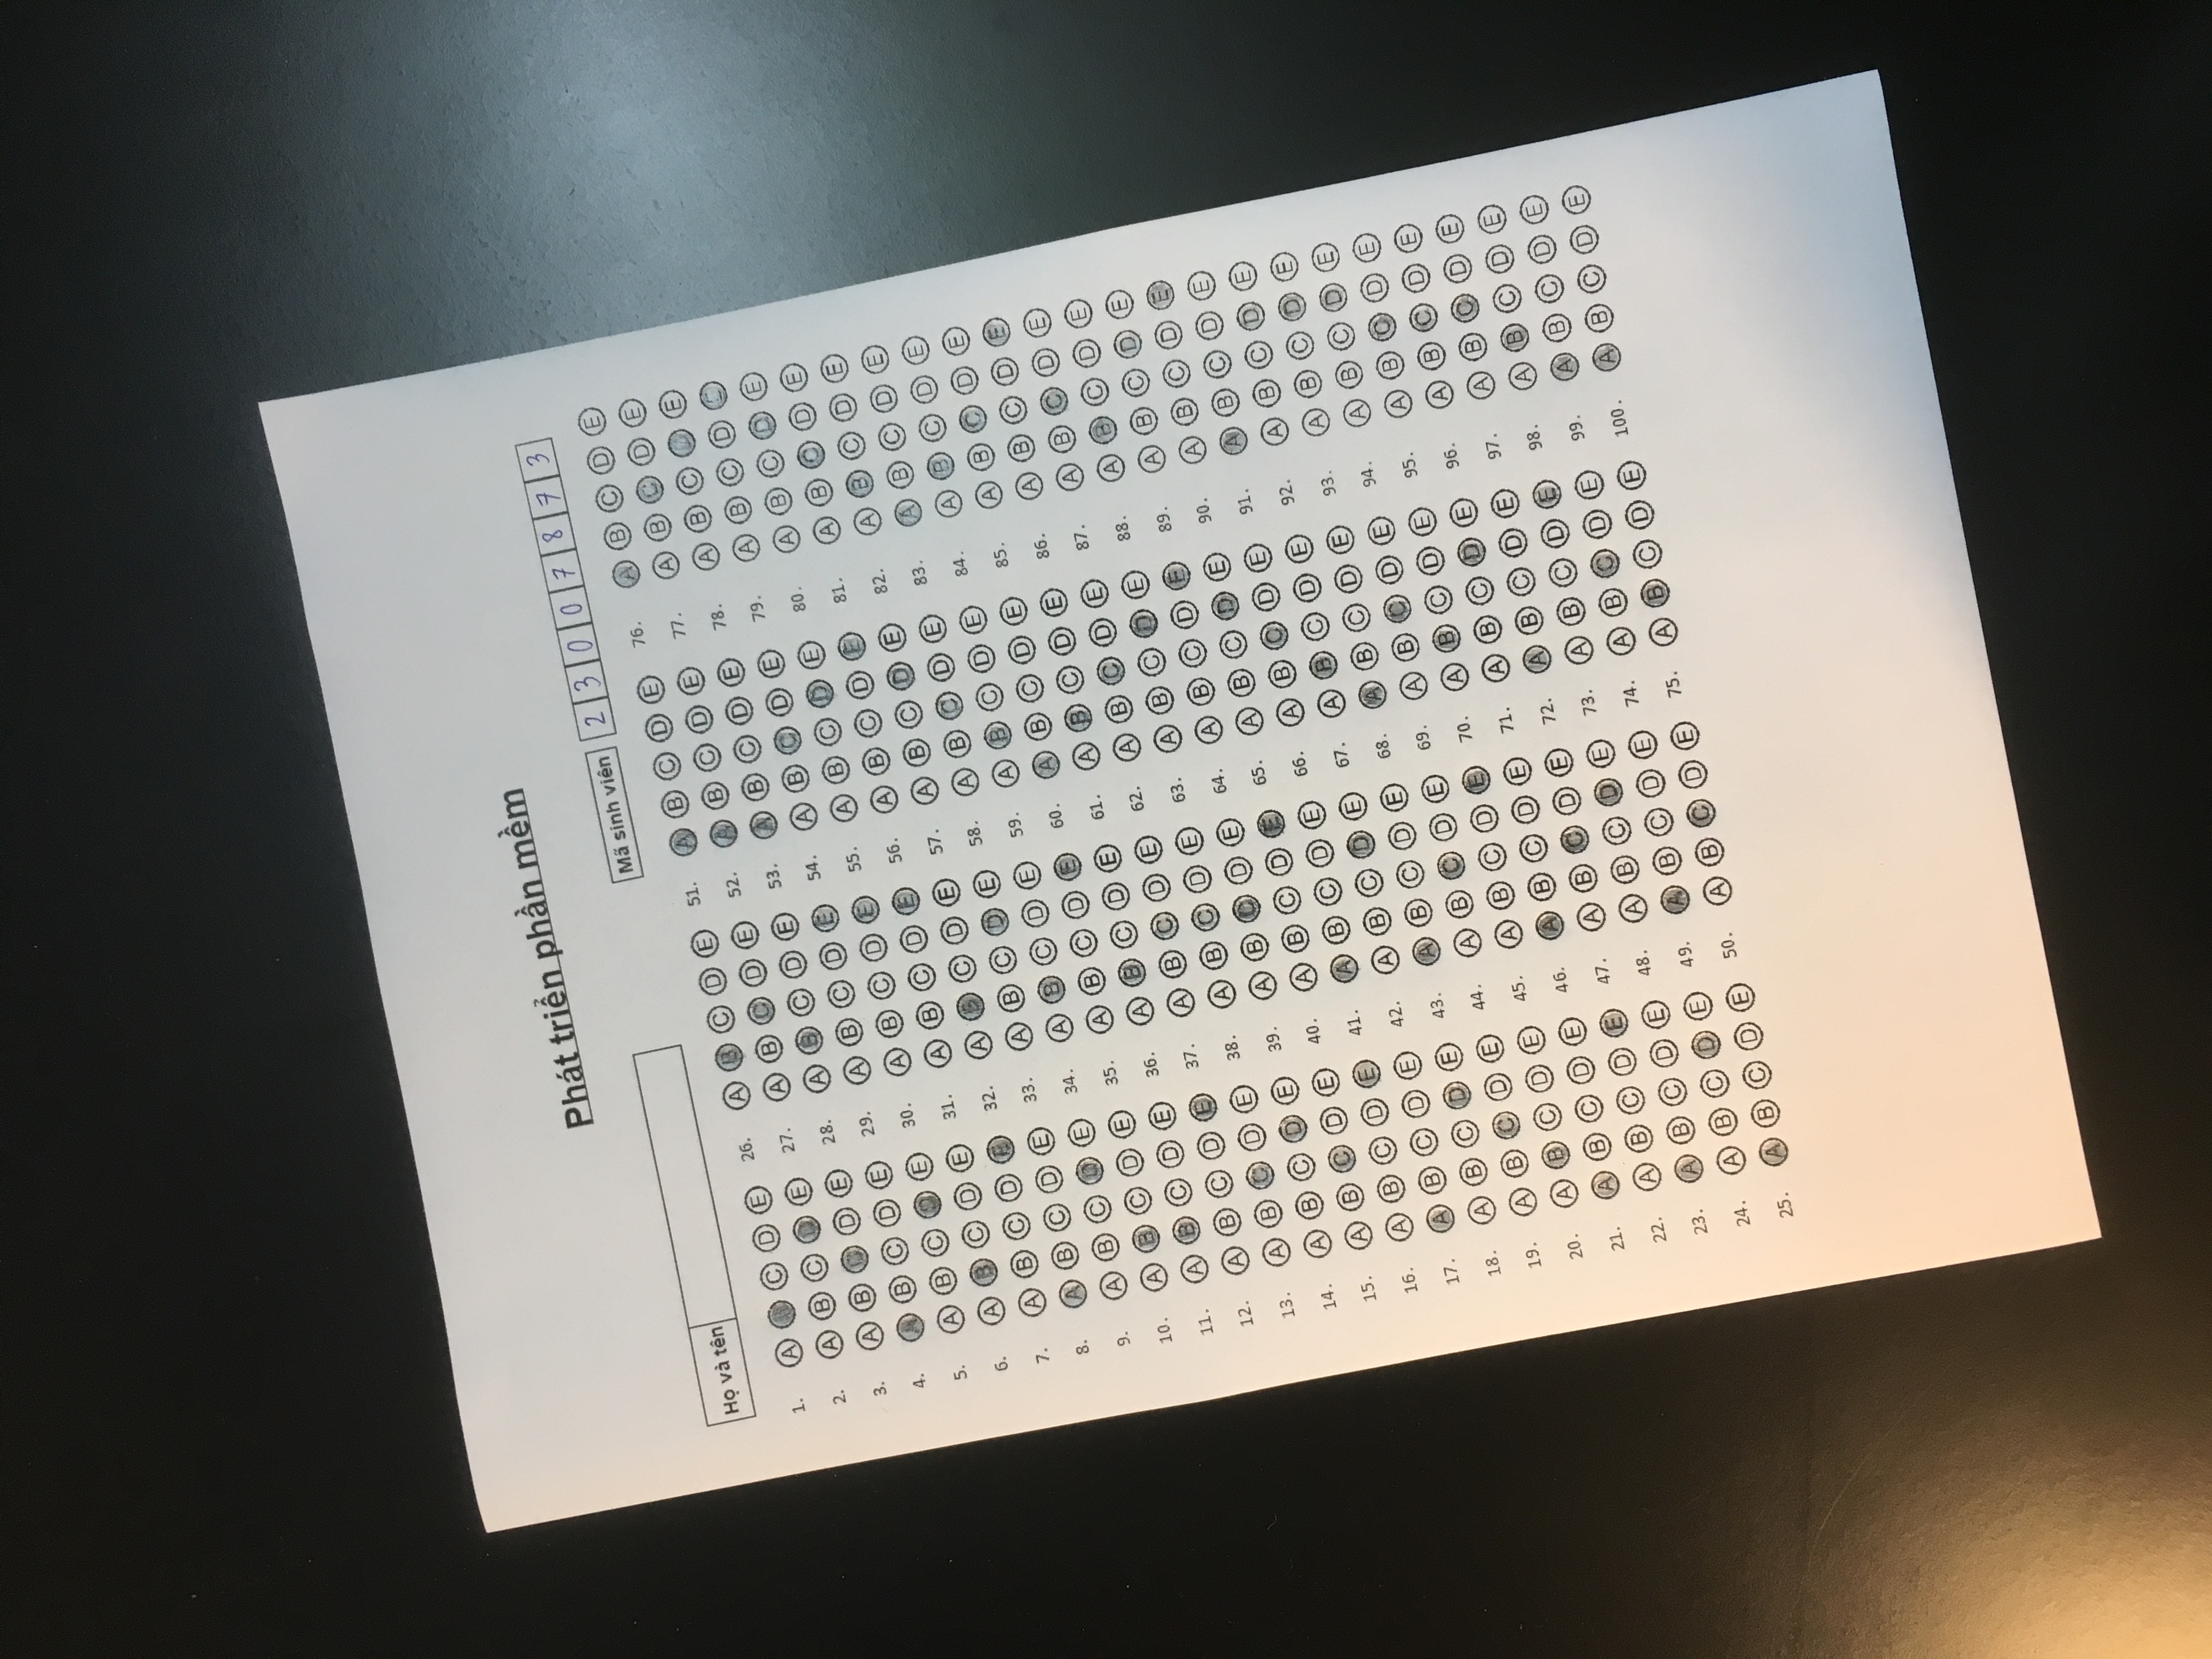 Phát triển phần mềm
Mã sinh viên 2 3 0 0 7 8 7 3
Họ và tên
1. A B C D E
2. A B C D E
3. A B C D E
4. A B C D E
5. A B C D E
6. A B C D E
7. A B C D E
8. A B C D E
9. A B C D E
10. A B C D E
11. A B C D E
12. A B C D E
13. A B C D E
14. A B C D E
15. A B C D E
16. A B C D E
17. A B C D E
18. A B C D E
19. A B C D E
20. A B C D E
21. A B C D E
22. A B C D E
23. A B C D E
24. A B C D E
25. A B C D E
26. A B C D E
27. A B C D E
28. A B C D E
29. A B C D E
30. A B C D E
31. A B C D E
32. A B C D E
33. A B C D E
34. A B C D E
35. A B C D E
36. A B C D E
37. A B C D E
38. A B C D E
39. A B C D E
40. A B C D E
41. A B C D E
42. A B C D E
43. A B C D E
44. A B C D E
45. A B C D E
46. A B C D E
47. A B C D E
48. A B C D E
49. A B C D E
50. A B C D E
51. A B C D E
52. A B C D E
53. A B C D E
54. A B C D E
55. A B C D E
56. A B C D E
57. A B C D E
58. A B C D E
59. A B C D E
60. A B C D E
61. A B C D E
62. A B C D E
63. A B C D E
64. A B C D E
65. A B C D E
66. A B C D E
67. A B C D E
68. A B C D E
69. A B C D E
70. A B C D E
71. A B C D E
72. A B C D E
73. A B C D E
74. A B C D E
75. A B C D E
76. A B C D E
77. A B C D E
78. A B C D E
79. A B C D E
80. A B C D E
81. A B C D E
82. A B C D E
83. A B C D E
84. A B C D E
85. A B C D E
86. A B C D E
87. A B C D E
88. A B C D E
89. A B C D E
90. A B C D E
91. A B C D E
92. A B C D E
93. A B C D E
94. A B C D E
95. A B C D E
96. A B C D E
97. A B C D E
98. A B C D E
99. A B C D E
100. A B C D E